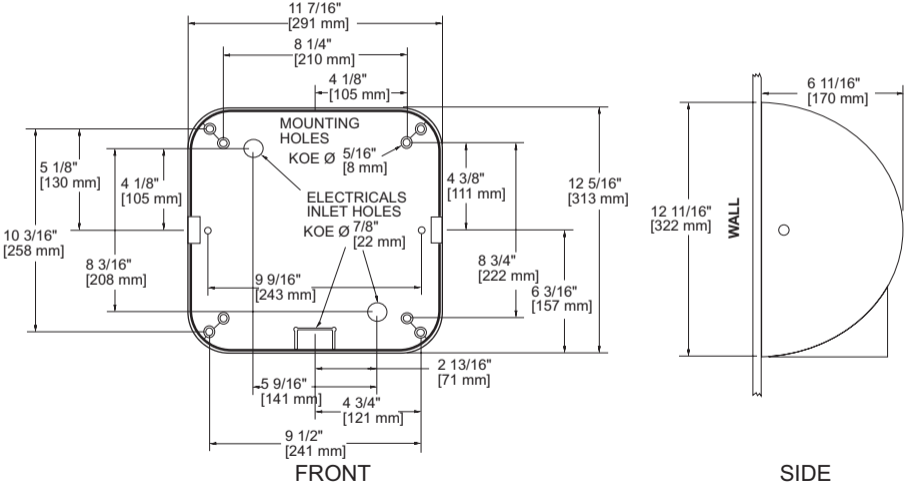 11 7/16"
[291 mm]
8 1/4"
[210 mm]
4 1/8"
[105 mm]
6 11/16"
[170 mm]
MOUNTING
HOLES
KOE Ø 5/16"
[8 mm]
5 1/8"
[130 mm]
4 1/8"
[105 mm]
4 3/8"
[111 mm]
12 5/16"
[313 mm]
ELECTRICALS
INLET HOLES
KOE Ø 7/8"
[22 mm]
12 11/16"
[322 mm]
WALL
10 3/16"
[258 mm]
8 3/16"
[208 mm]
9 9/16"
[243 mm]
8 3/4"
[222 mm]
6 3/16"
[157 mm]
2 13/16"
[71 mm]
5 9/16"
[141 mm]
4 3/4"
[121 mm]
9 1/2"
[241 mm]
FRONT
SIDE